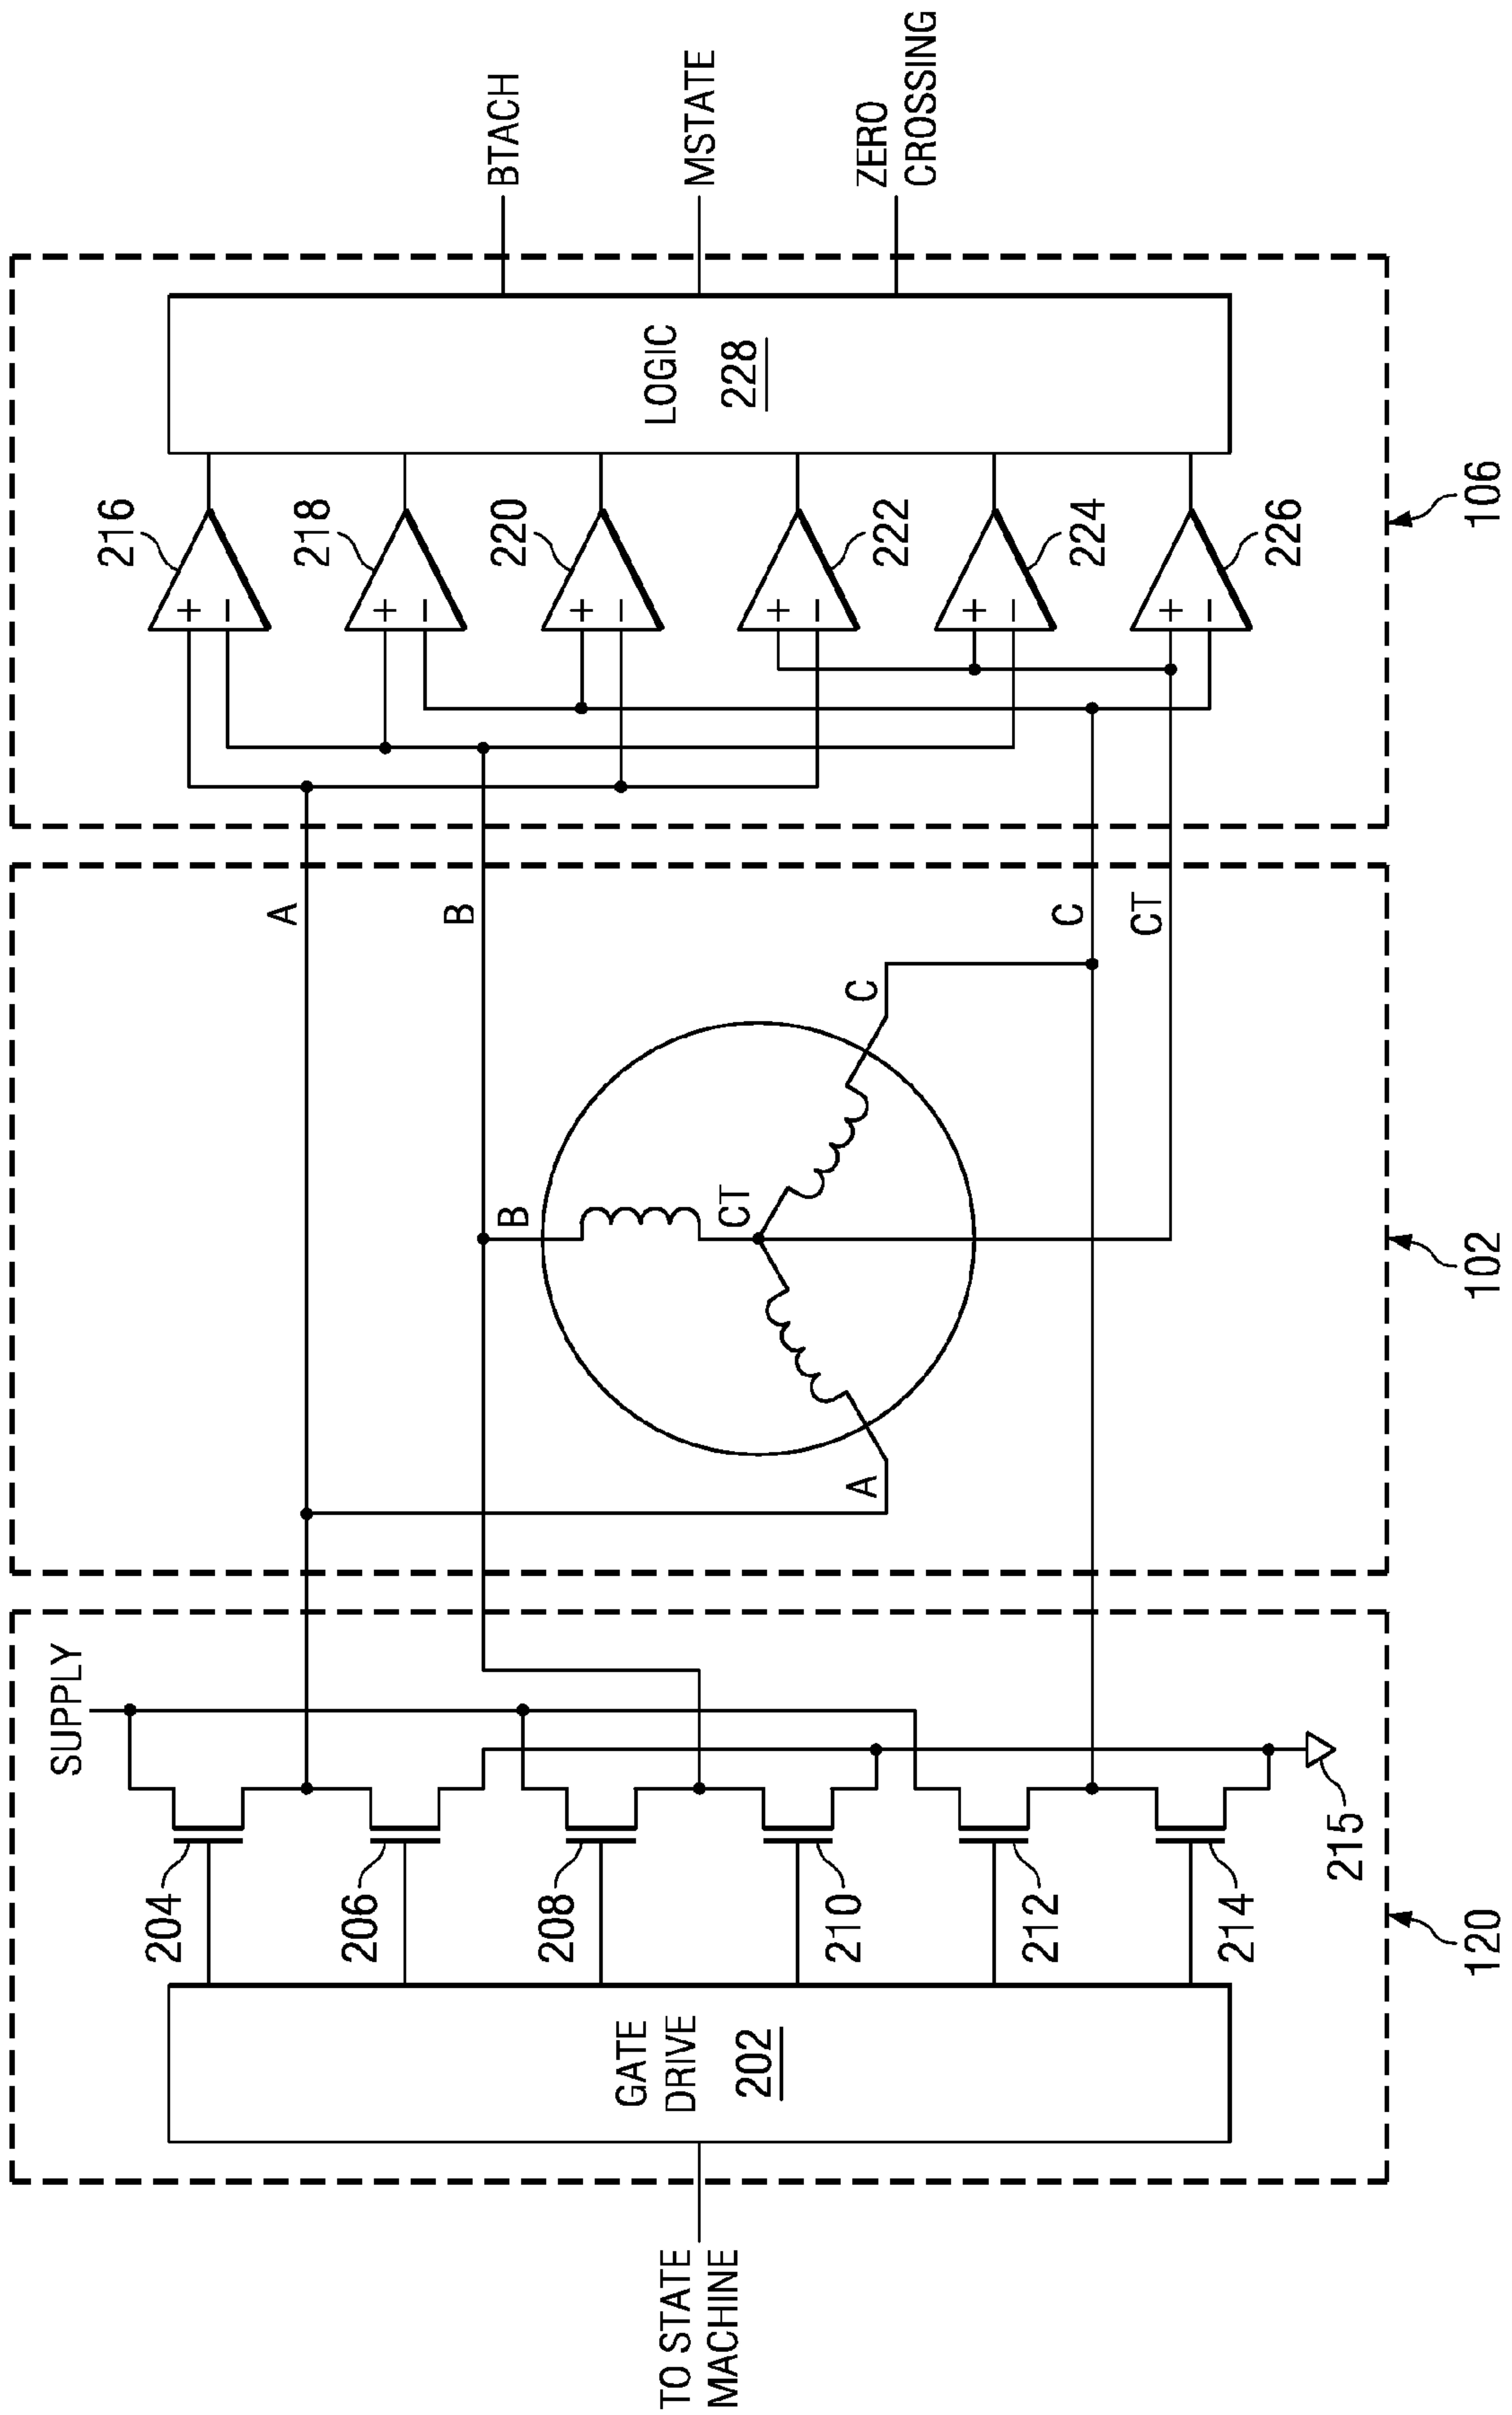 TO STATE
MACHINE
GATE
DRIVE
202
SUPPLY
204
206
208
210
212
214
215
120
A
B
C
CT
A
B
C
CT
102
216
218
220
222
224
226
+
−
+
−
+
−
+
−
+
−
+
−
LOGIC
228
106
BTACH
MSTATE
ZERO
CROSSING